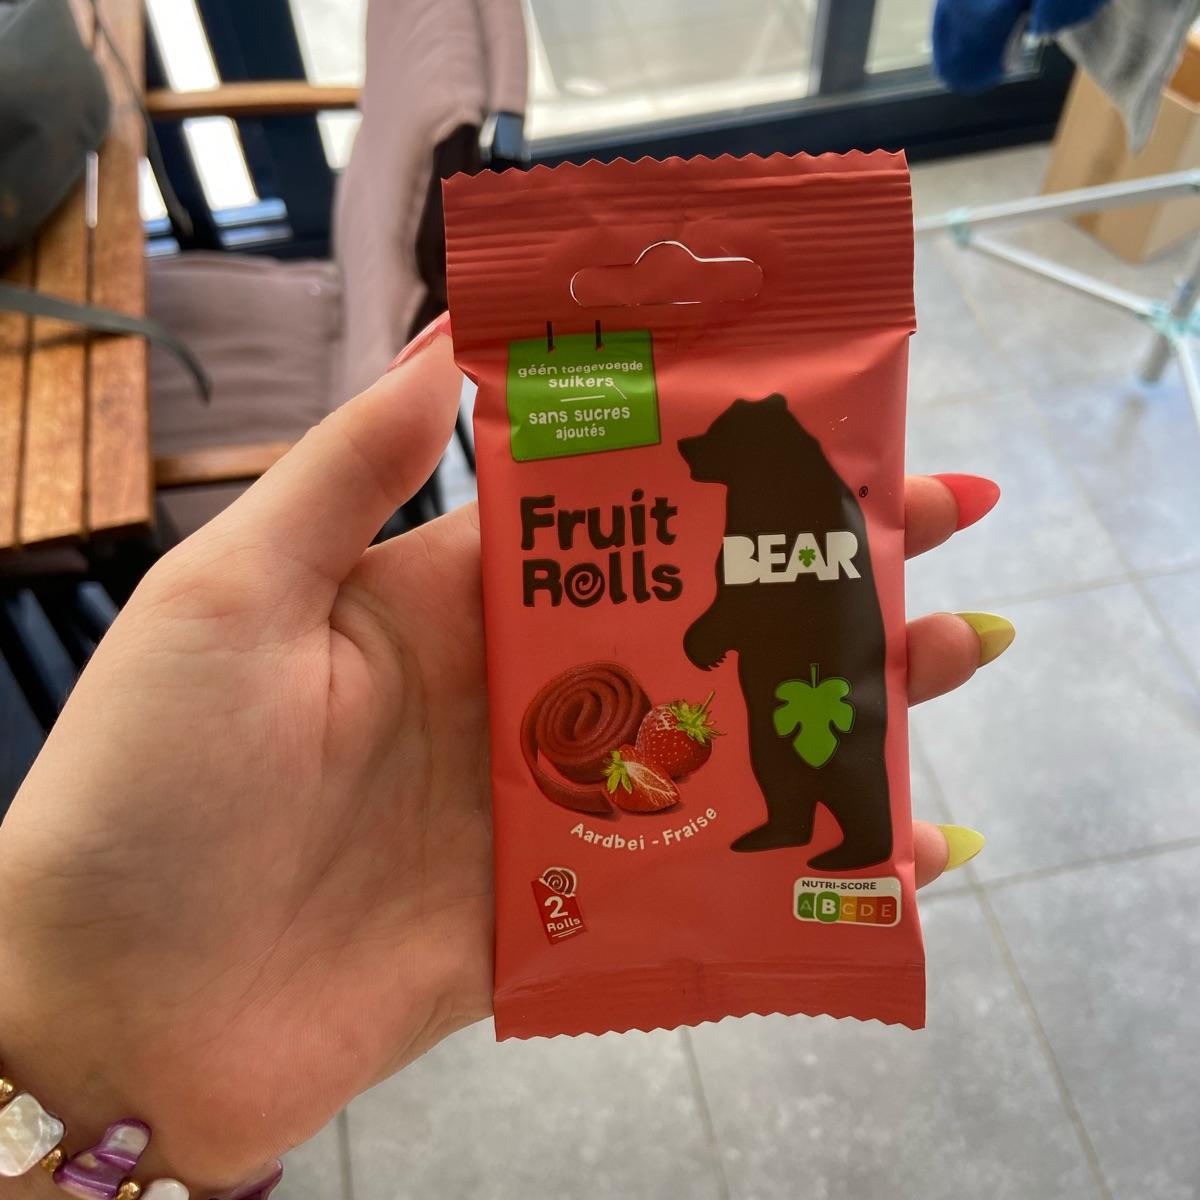 géén toegevoegde
suikers
sans sucres
ajoutés
Fruit
Rolls
BEAR
®
Aardbei - Fraise
2
Rolls
NUTRI-SCORE
A B C D E